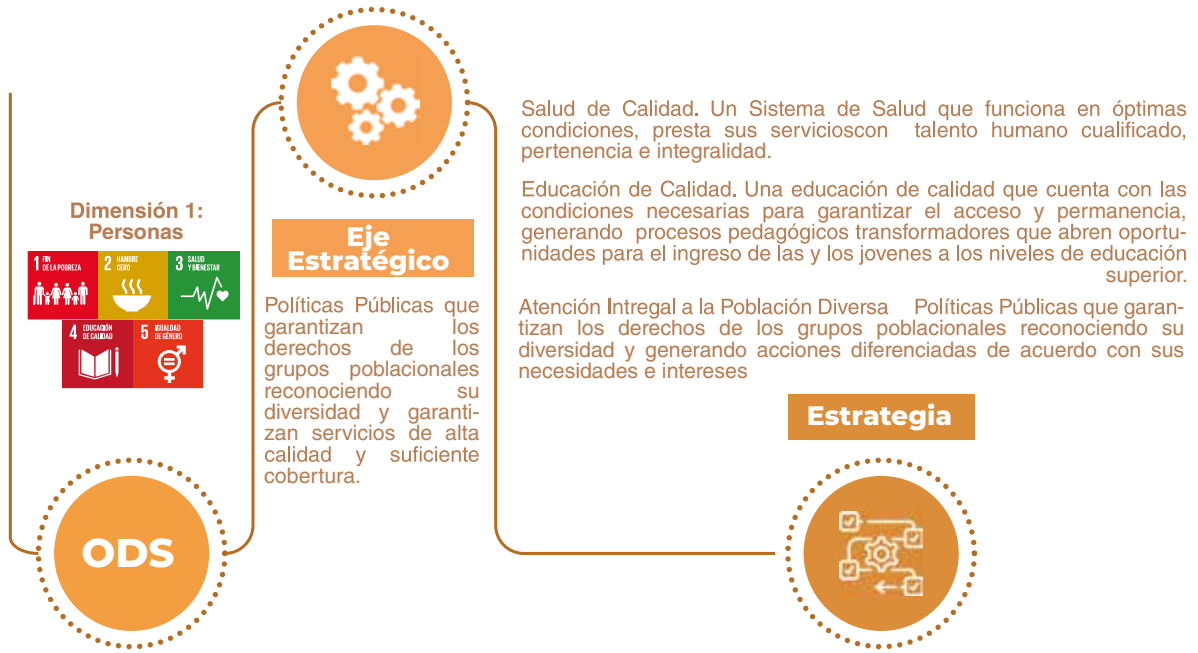 Dimensión 1:
Personas
1 FIN
DE LA POBREZA
2 HAMBRE
CERO
3 SALUD
Y BIENESTAR
4 EDUCACIÓN
DE CALIDAD
5 IGUALDAD
DE GÉNERO
ODS
Eje
Estratégico
Políticas Públicas que
garantizan los
derechos de los
grupos poblacionales
reconociendo su
diversidad y garanti-
zan servicios de alta
calidad y suficiente
cobertura.
Salud de Calidad. Un Sistema de Salud que funciona en óptimas
condiciones, presta sus servicioscon talento humano cualificado,
pertenencia e integralidad.
Educación de Calidad. Una educación de calidad que cuenta con las
condiciones necesarias para garantizar el acceso y permanencia,
generando procesos pedagógicos transformadores que abren oportu-
nidades para el ingreso de las y los jovenes a los niveles de educación
superior.
Atención Intregal a la Población Diversa Políticas Públicas que garan-
tizan los derechos de los grupos poblacionales reconociendo su
diversidad y generando acciones diferenciadas de acuerdo con sus
necesidades e intereses
Estrategia